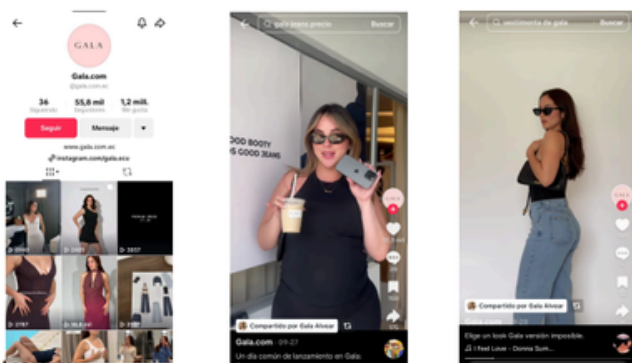 GALA
Gala.com
@gala.com.ec
36
55,8 mil
1,2 mill.
Siguiendo
Seguidores
Me gusta
Seguir
Mensaje
www.gala.com.ec
instagram.com/gala.ecu
3787
gala jeans precio
Buscar
OOD BOOTY
S GOOD JEANS
GALA
Compartido por Gala Alvear
Gala.com · 09-27
Un día común de lanzamiento en Gala:
vestimenta de gala
Buscar
GALA
Compartido por Gala Alvear
Elige un look Gala versión imposible.
I Feel Love - Donna Sum...